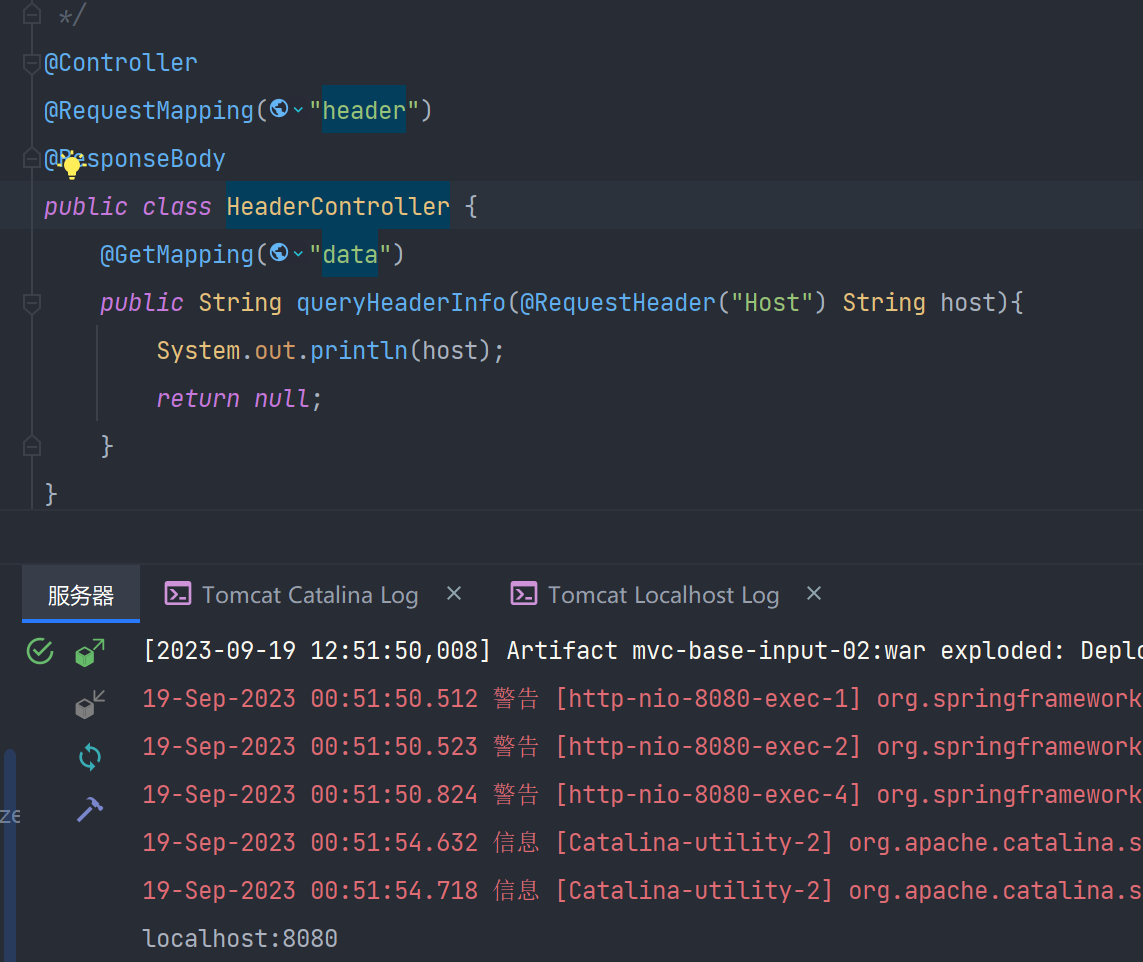 */
@Controller
@RequestMapping("header")
@ResponseBody
public class HeaderController {
@GetMapping("data")
public String queryHeaderInfo(@RequestHeader("Host") String host){
System.out.println(host);
return null;
}
}
服务器 Tomcat Catalina Log × Tomcat Localhost Log ×
[2023-09-19 12:51:50,008] Artifact mvc-base-input-02:war exploded: Deplo
19-Sep-2023 00:51:50.512 警告 [http-nio-8080-exec-1] org.springframework
19-Sep-2023 00:51:50.523 警告 [http-nio-8080-exec-2] org.springframework
19-Sep-2023 00:51:50.824 警告 [http-nio-8080-exec-4] org.springframework
ze
19-Sep-2023 00:51:54.632 信息 [Catalina-utility-2] org.apache.catalina.s
19-Sep-2023 00:51:54.718 信息 [Catalina-utility-2] org.apache.catalina.s
localhost:8080